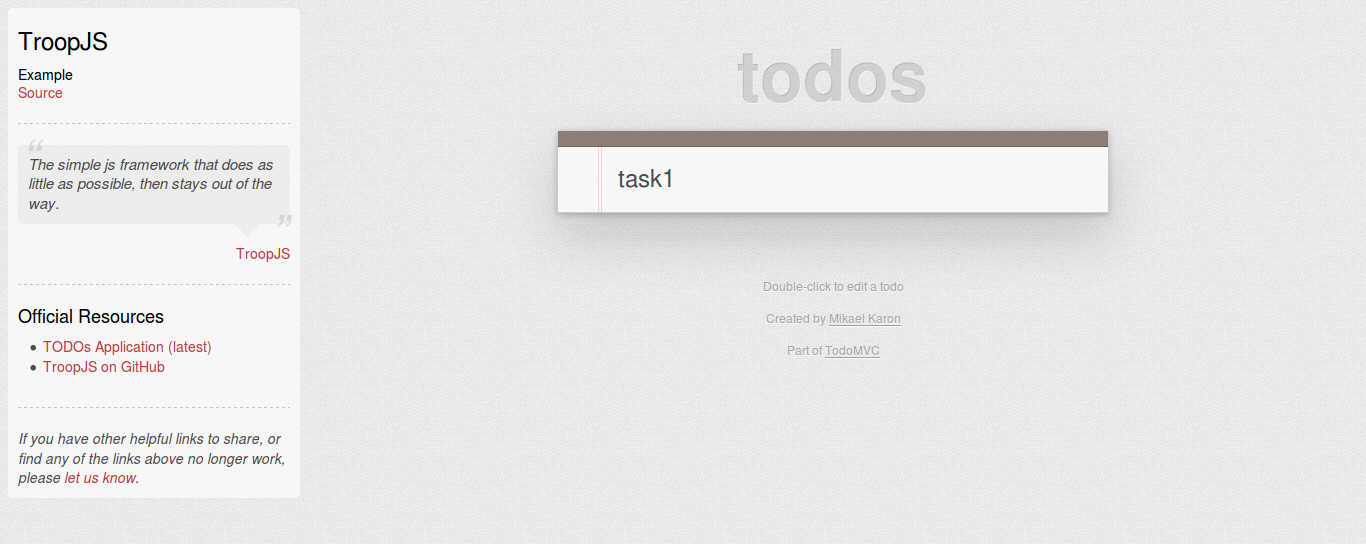 TroopJS
Example
Source
“
The simple js framework that does as
little as possible, then stays out of the
way.
”
TroopJS
Official Resources
• TODOs Application (latest)
• TroopJS on GitHub
If you have other helpful links to share, or
find any of the links above no longer work,
please let us know.
todos
task1
Double-click to edit a todo
Created by Mikael Karon
Part of TodoMVC